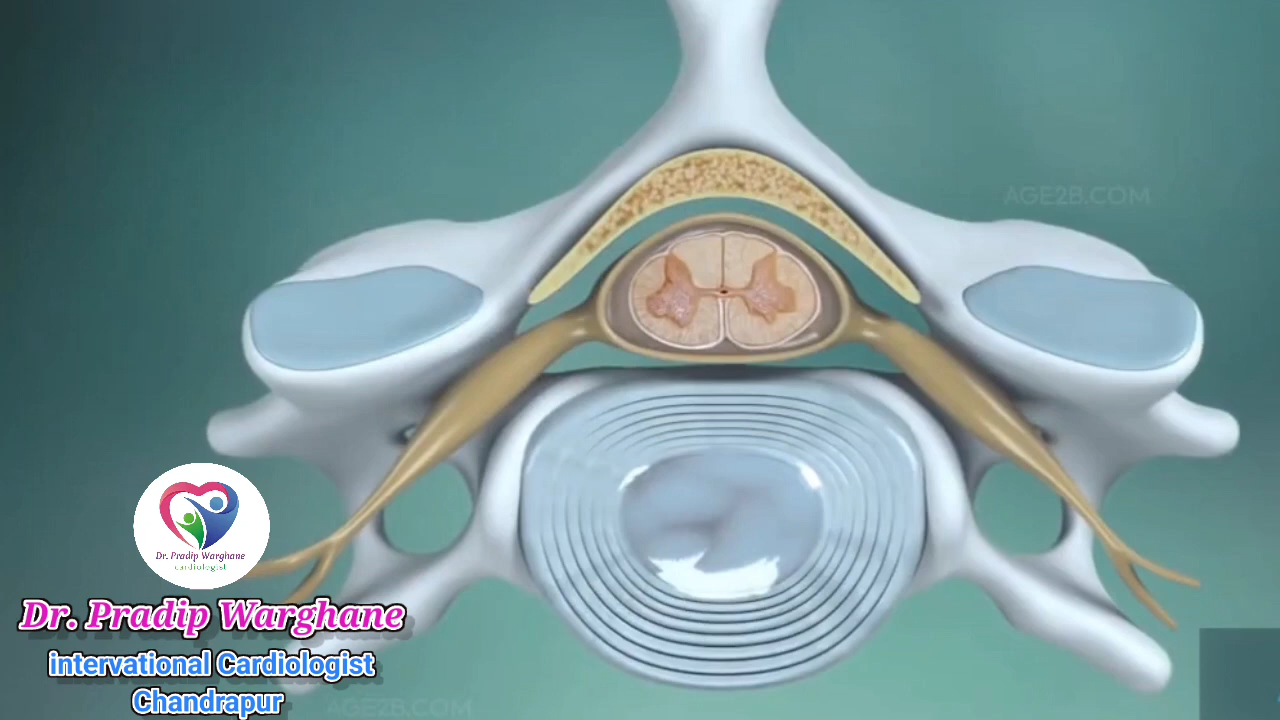 AGE2B.COM
Dr. Pradip Warghane
cardiologist
Dr. Pradip Warghane
intervational Cardiologist
Chandrapur
AGE2B.COM